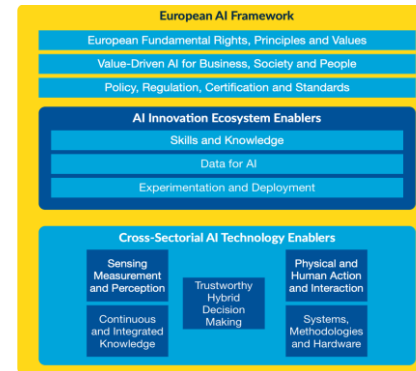 European AI Framework
European Fundamental Rights, Principles and Values
Value-Driven AI for Business, Society and People
Policy, Regulation, Certification and Standards
AI Innovation Ecosystem Enablers
Skills and Knowledge
Data for AI
Experimentation and Deployment
Cross-Sectorial AI Technology Enablers
Sensing
Measurement
and Perception
Continuous
and Integrated
Knowledge
Trustworthy
Hybrid
Decision
Making
Physical and
Human Action
and Interaction
Systems,
Methodologies
and Hardware